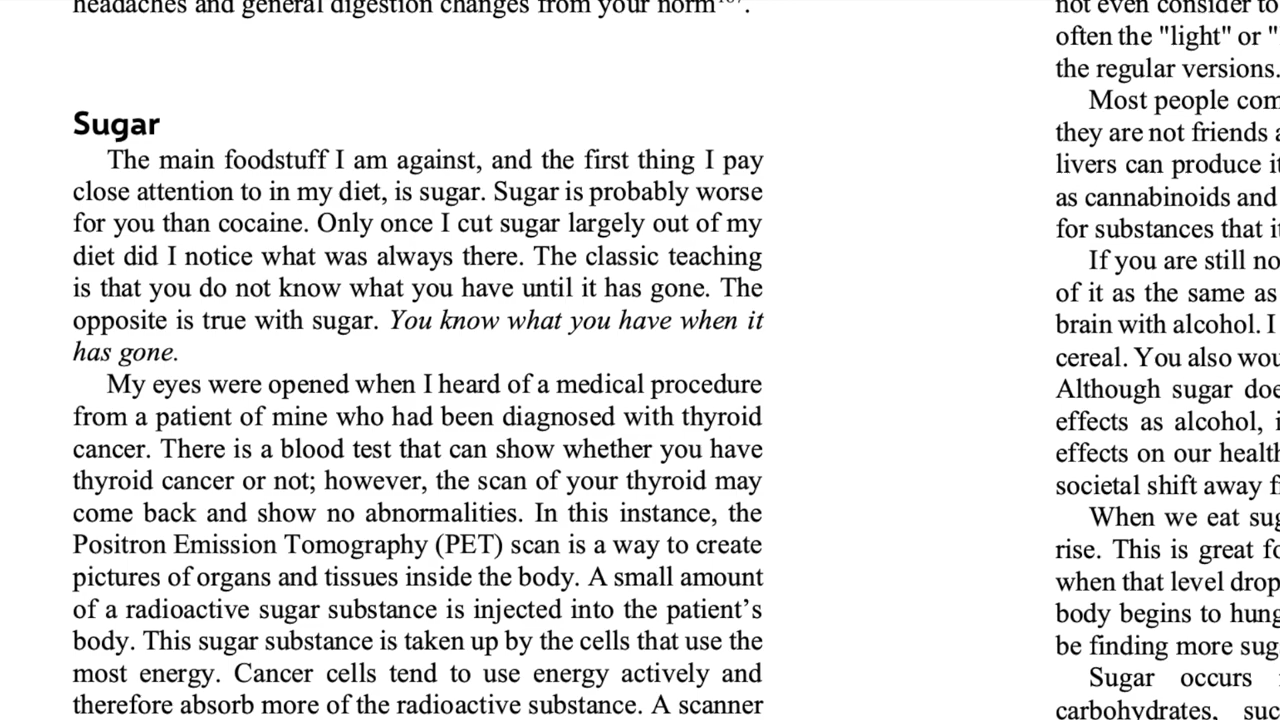 headaches and general digestion changes from your norm
Sugar
The main foodstuff I am against, and the first thing I pay
close attention to in my diet, is sugar. Sugar is probably worse
for you than cocaine. Only once I cut sugar largely out of my
diet did I notice what was always there. The classic teaching
is that you do not know what you have until it has gone. The
opposite is true with sugar. You know what you have when it
has gone.
My eyes were opened when I heard of a medical procedure
from a patient of mine who had been diagnosed with thyroid
cancer. There is a blood test that can show whether you have
thyroid cancer or not; however, the scan of your thyroid may
come back and show no abnormalities. In this instance, the
Positron Emission Tomography (PET) scan is a way to create
pictures of organs and tissues inside the body. A small amount
of a radioactive sugar substance is injected into the patient’s
body. This sugar substance is taken up by the cells that use the
most energy. Cancer cells tend to use energy actively and
therefore absorb more of the radioactive substance. A scanner
not even consider to
often the "light" or "
the regular versions.
Most people com
they are not friends a
livers can produce it
as cannabinoids and
for substances that it
If you are still no
of it as the same as
brain with alcohol. I
cereal. You also wou
Although sugar doe
effects as alcohol, i
effects on our health
societal shift away f
When we eat sug
rise. This is great fo
when that level drop
body begins to hung
be finding more sug
Sugar occurs
carbohydrates, suc